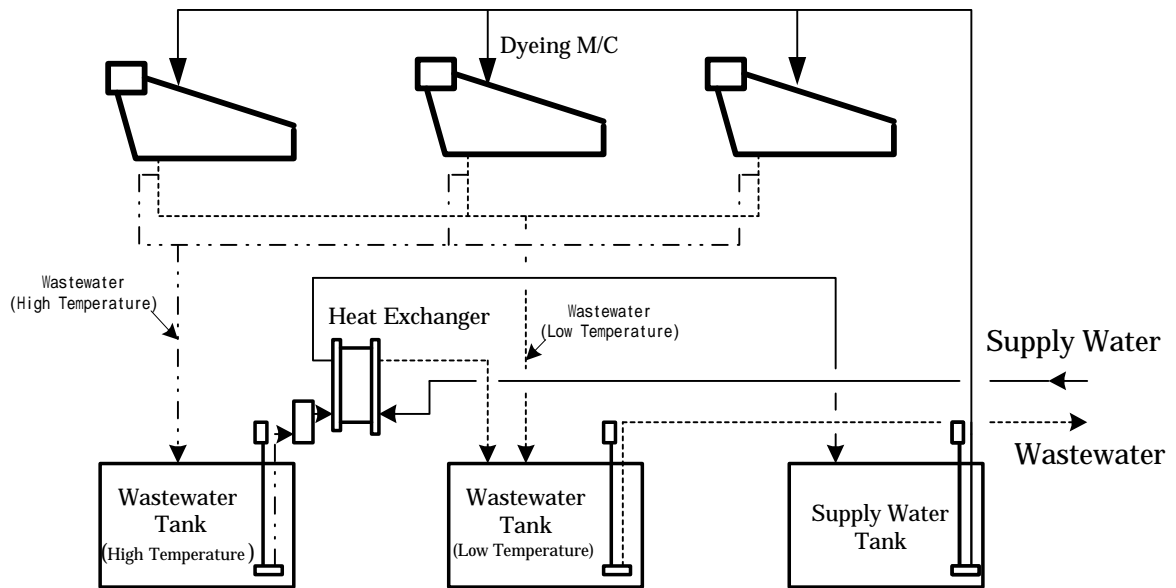 Dyeing M/C
Wastewater
(High Temperature)
Heat Exchanger
Wastewater
(Low Temperature)
Supply Water
Wastewater
Wastewater
Tank
(High Temperature)
Wastewater
Tank
(Low Temperature)
Supply Water
Tank